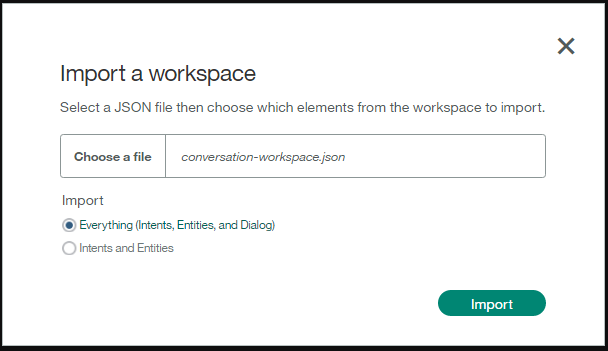 Import a workspace
Select a JSON file then choose which elements from the workspace to import.
Choose a file conversation-workspace.json
Import
Everything (Intents, Entities, and Dialog)
Intents and Entities
Import